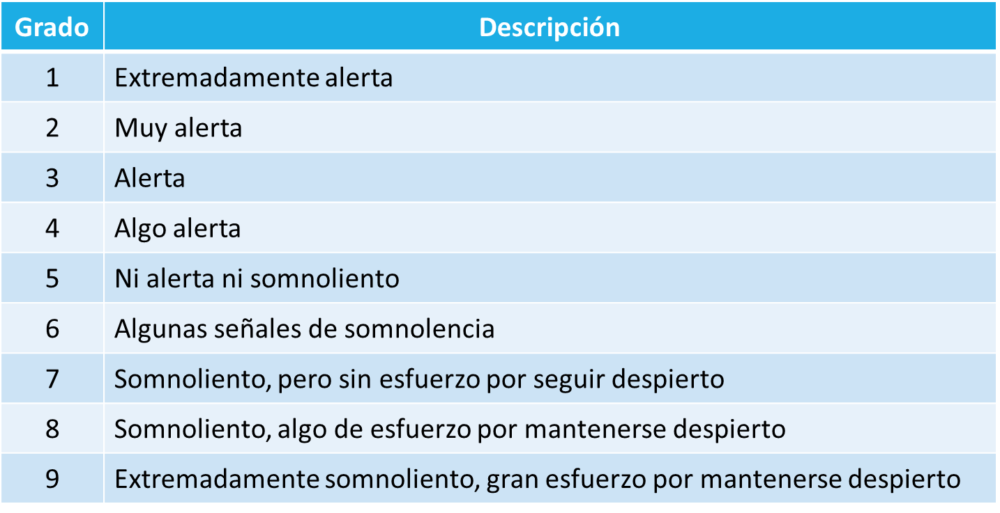 Grado Descripción
1 Extremadamente alerta
2 Muy alerta
3 Alerta
4 Algo alerta
5 Ni alerta ni somnoliento
6 Algunas señales de somnolencia
7 Somnoliento, pero sin esfuerzo por seguir despierto
8 Somnoliento, algo de esfuerzo por mantenerse despierto
9 Extremadamente somnoliento, gran esfuerzo por mantenerse despierto